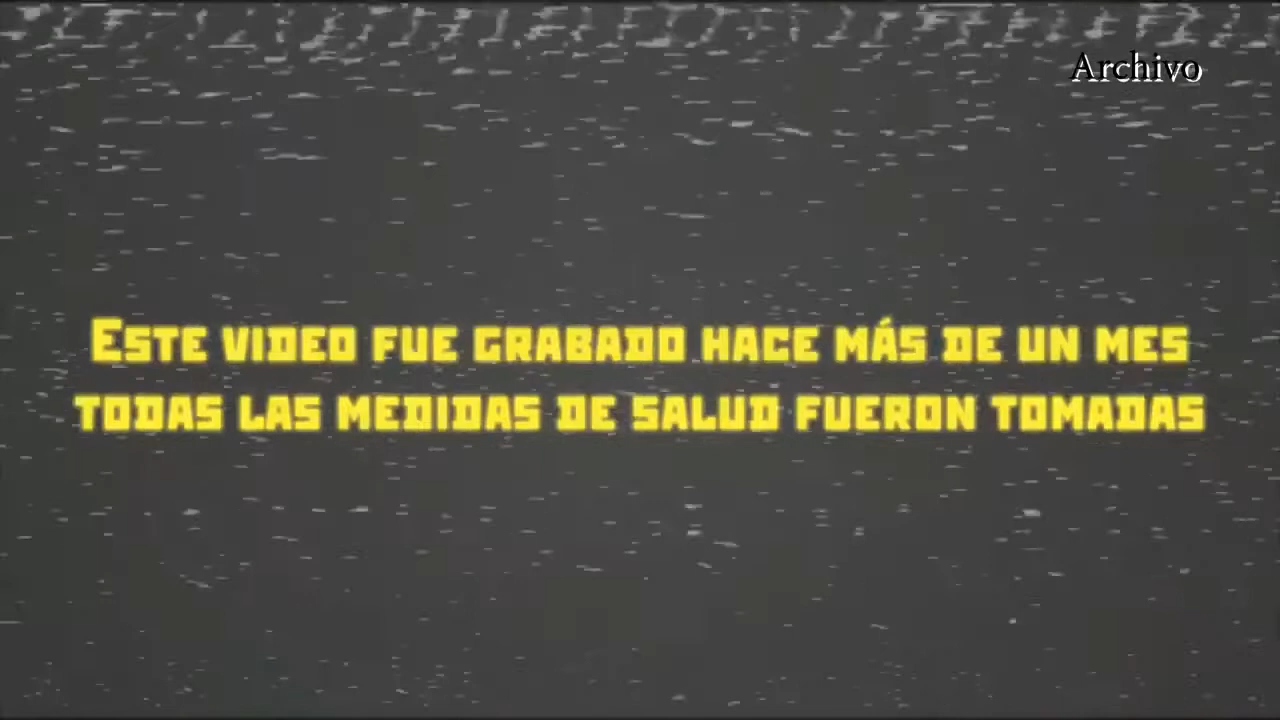 Archivo
Este video fue grabado hace más de un mes
todas las medidas de salud fueron tomadas